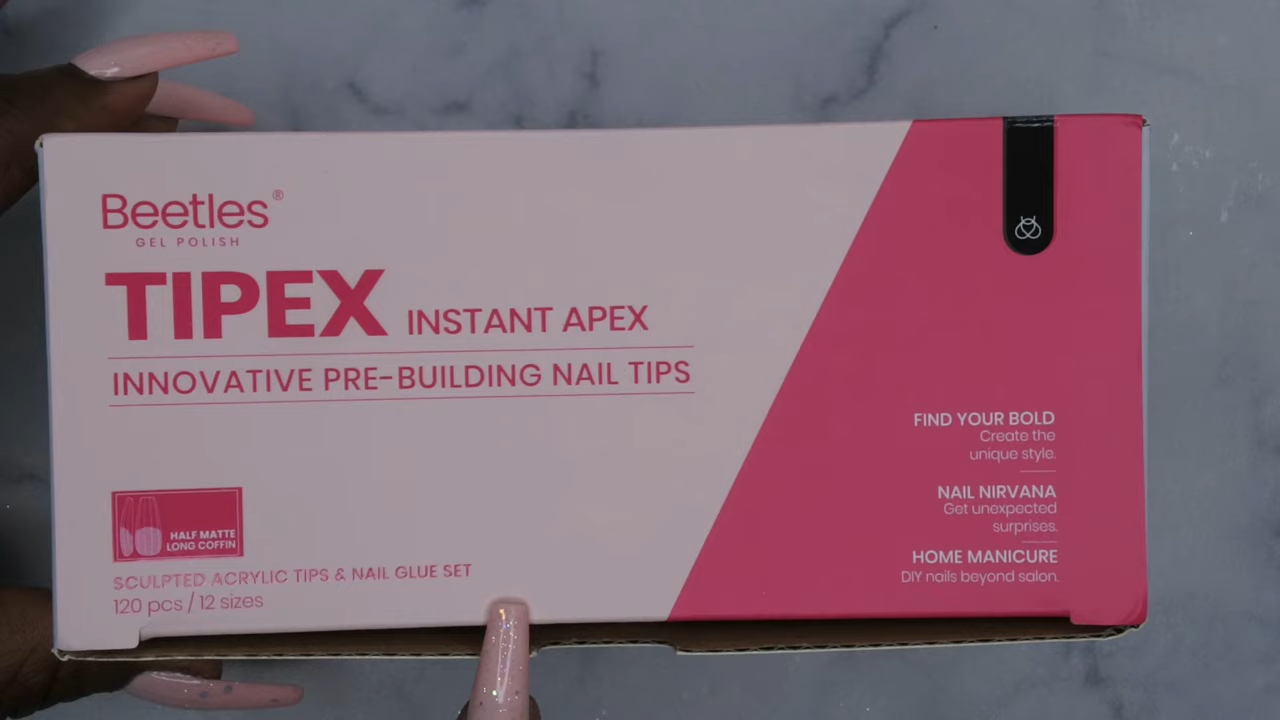 Beetles®
GEL POLISH
TIPEX INSTANT APEX
INNOVATIVE PRE-BUILDING NAIL TIPS
HALF MATTE
LONG COFFIN
SCULPTED ACRYLIC TIPS & NAIL GLUE SET
120 pcs / 12 sizes
FIND YOUR BOLD
Create the
unique style.
NAIL NIRVANA
Get unexpected
surprises.
HOME MANICURE
DIY nails beyond salon.